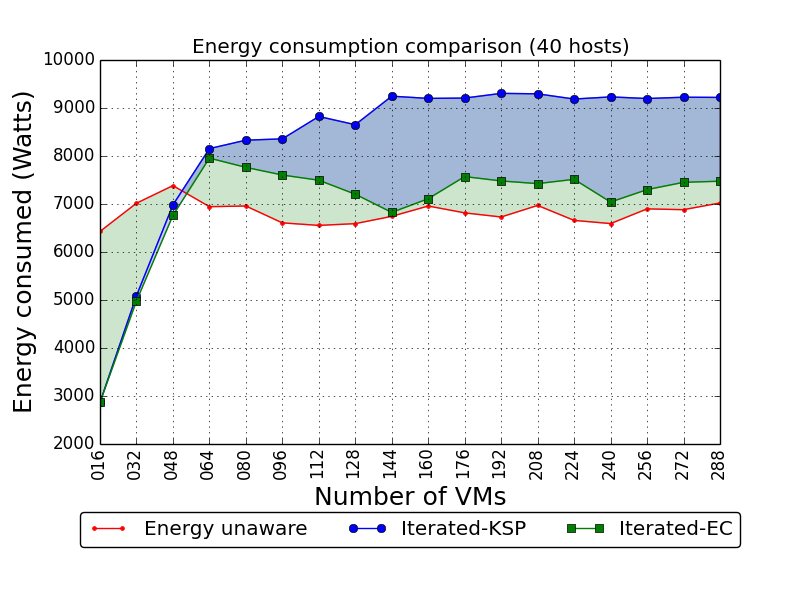 Energy consumption comparison (40 hosts)
10000
9000
8000
7000
6000
5000
4000
3000
2000
Energy consumed (Watts)
016 032 048 064 080 096 112 128 144 160 176 192 208 224 240 256 272 288
Number of VMs
Energy unaware Iterated-KSP Iterated-EC